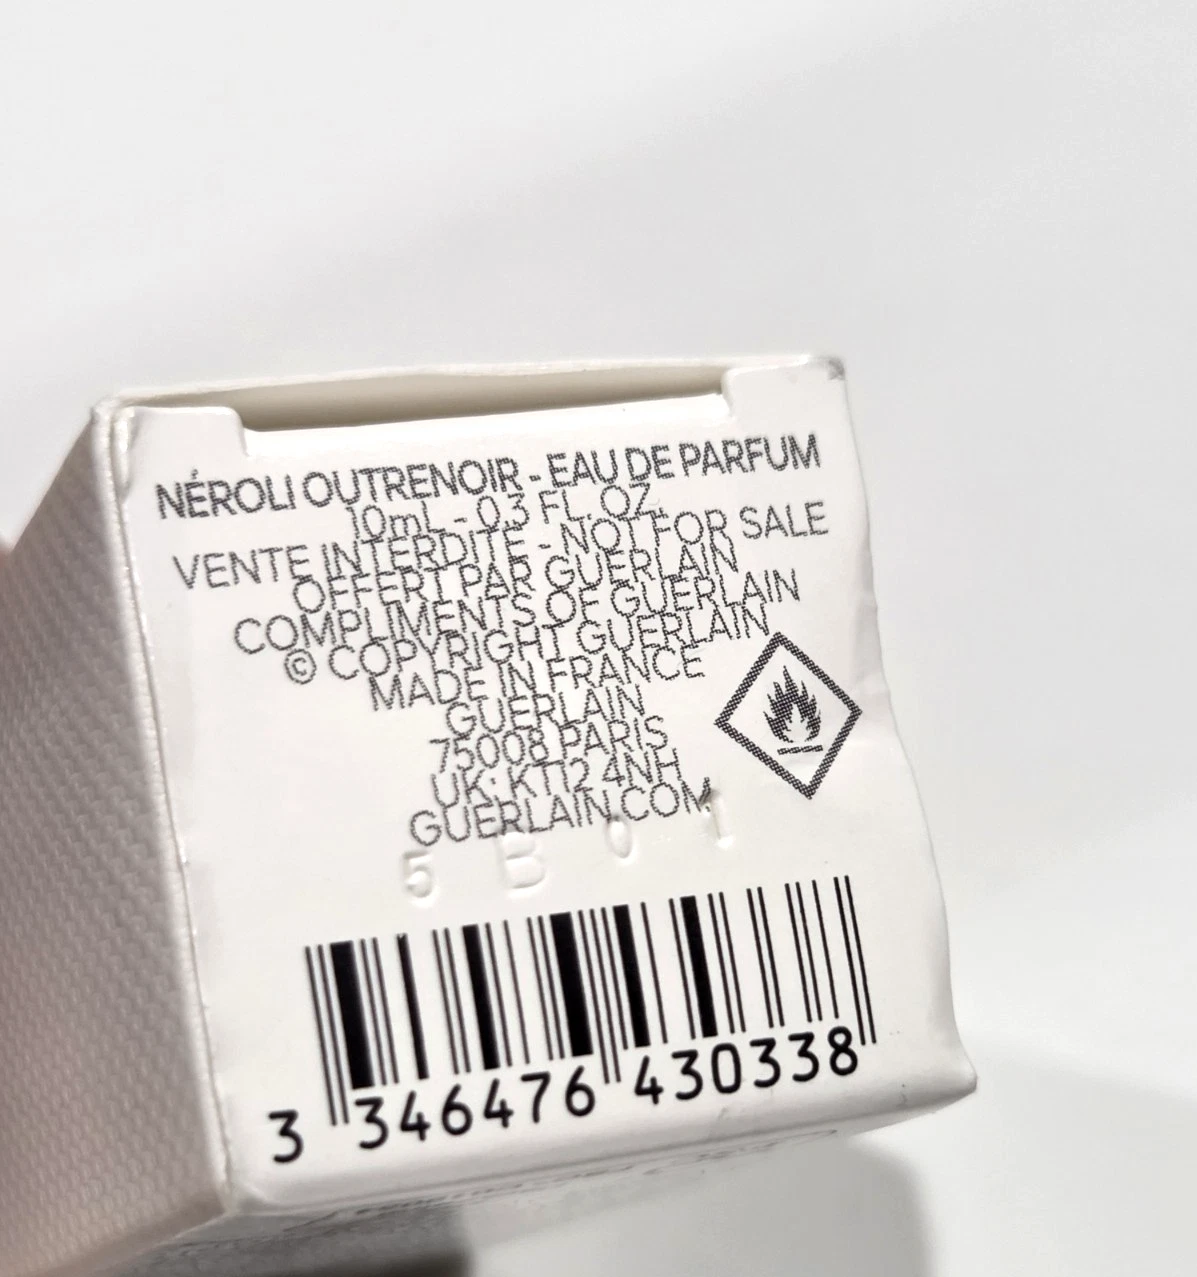 NÉROLI OUTRENOIR - EAU DE PARFUM
10mL - 0.3 FL. OZ.
VENTE INTERDITE - NOT FOR SALE
OFFERT PAR GUERLAIN
COMPLIMENTS OF GUERLAIN
© COPYRIGHT GUERLAIN
MADE IN FRANCE
GUERLAIN
75008 PARIS
UK: KT12 4NH
GUERLAIN.COM
5B01
3 346476 430338